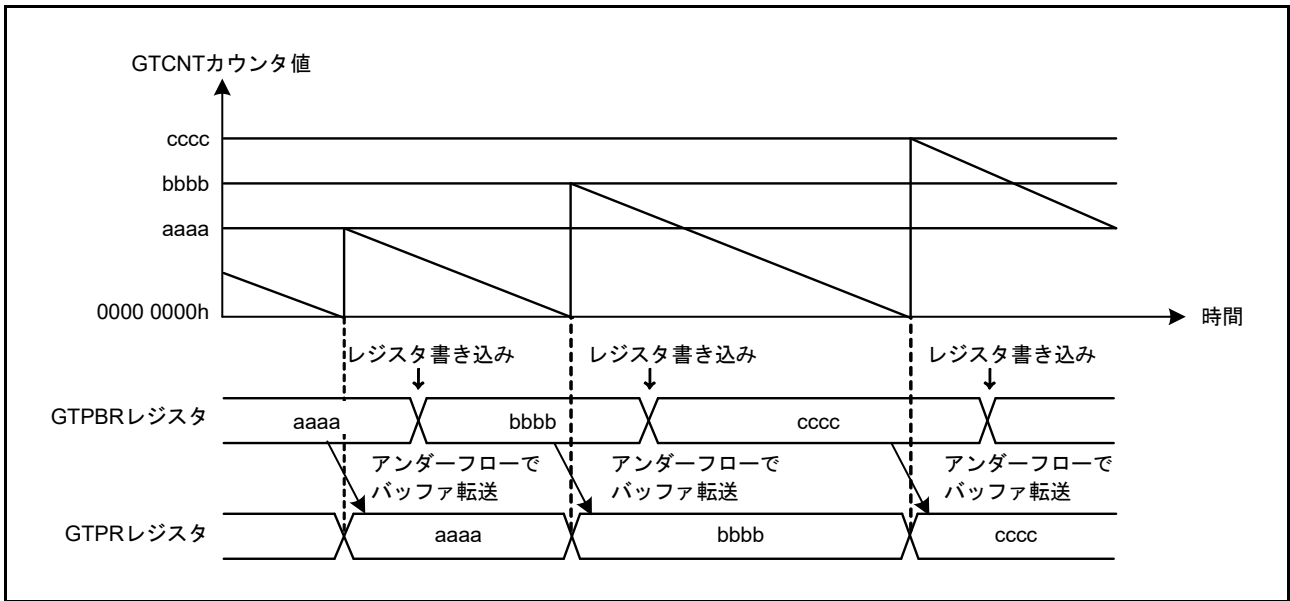 GTCNTカウンタ値
cccc
bbbb
aaaa
0000 0000h
時間
レジスタ書き込み
レジスタ書き込み
レジスタ書き込み
GTPBRレジスタ
aaaa
bbbb
cccc
アンダーフローで
バッファ転送
アンダーフローで
バッファ転送
アンダーフローで
バッファ転送
GTPRレジスタ
aaaa
bbbb
cccc